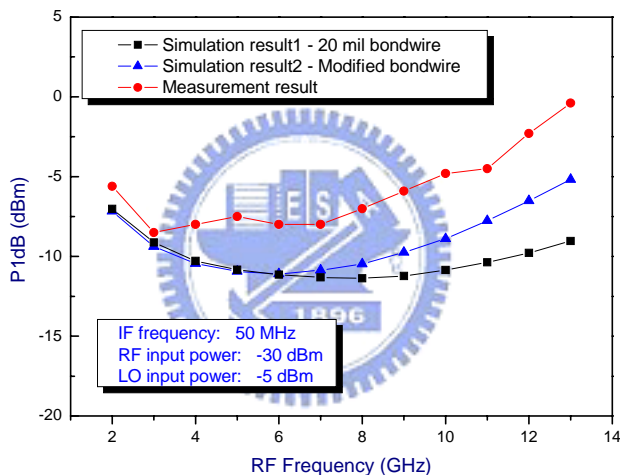 Simulation result1 - 20 mil bondwire
Simulation result2 - Modified bondwire
Measurement result
5
0
-5
-10
-15
-20
P1dB (dBm)
ES
1896
IF frequency: 50 MHz
RF input power: -30 dBm
LO input power: -5 dBm
2 4 6 8 10 12 14
RF Frequency (GHz)